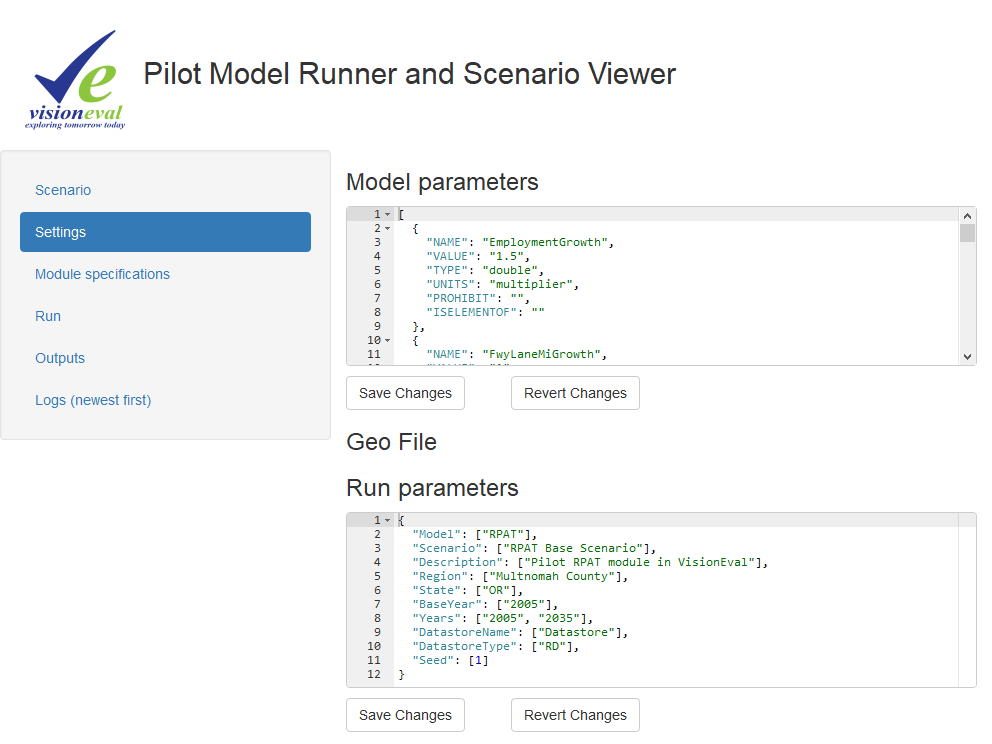 Pilot Model Runner and Scenario Viewer
visioneval
exploring tomorrow today
Scenario
Settings
Module specifications
Run
Outputs
Logs (newest first)
Model parameters
1 [
2 {
3 "NAME": "EmploymentGrowth",
4 "VALUE": "1.5",
5 "TYPE": "double",
6 "UNITS": "multiplier",
7 "PROHIBIT": "",
8 "ISELEMENTOF": ""
9 },
10 {
11 "NAME": "FwyLaneMiGrowth",
Save Changes Revert Changes
Geo File
Run parameters
1 {
2 "Model": ["RPAT"],
3 "Scenario": ["RPAT Base Scenario"],
4 "Description": ["Pilot RPAT module in VisionEval"],
5 "Region": ["Multnomah County"],
6 "State": ["OR"],
7 "BaseYear": ["2005"],
8 "Years": ["2005", "2035"],
9 "DatastoreName": ["Datastore"],
10 "DatastoreType": ["RD"],
11 "Seed": [1]
12 }
Save Changes Revert Changes